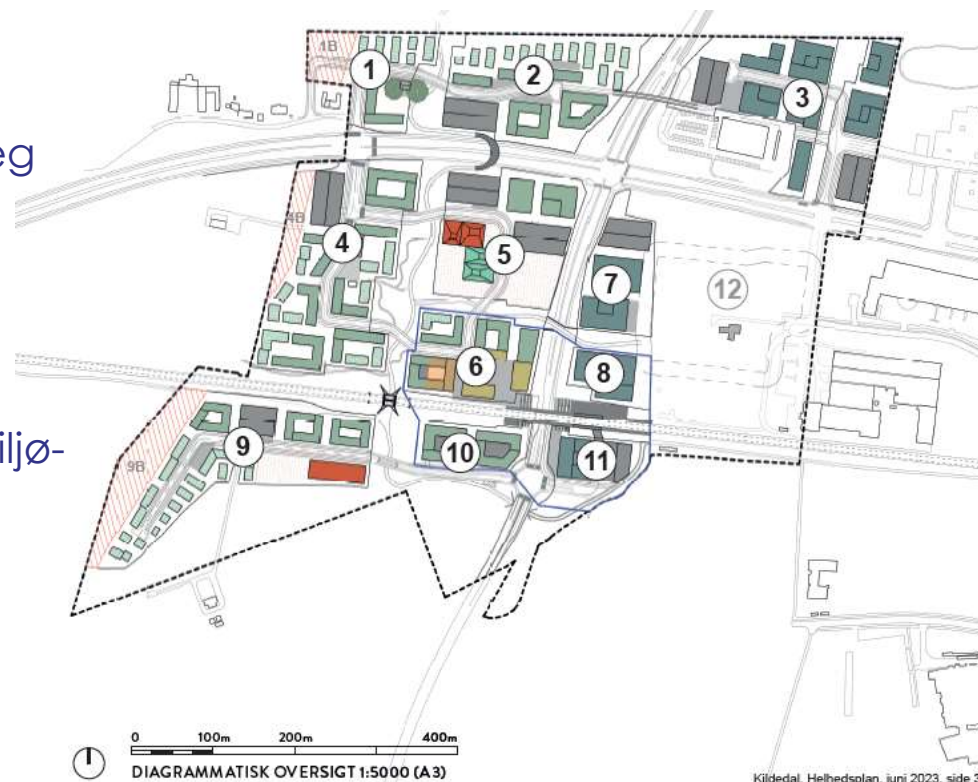 eg
iljø-
1B
1
2
3
4B
4
5
7
12
6
8
9B
9
10
11
0 100m 200m 400m
DIAGRAMMATISK OVERSIGT 1:5000 (A3)
Kildedal, Helhedsplan, juni 2023, side